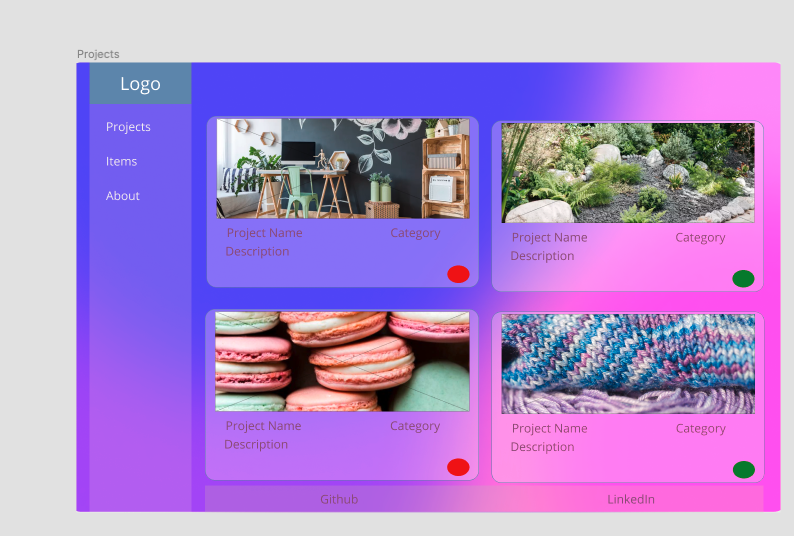 Projects
Logo
Projects
Items
About
Project Name Category
Description
Project Name Category
Description
Project Name Category
Description
Project Name Category
Description
Github LinkedIn